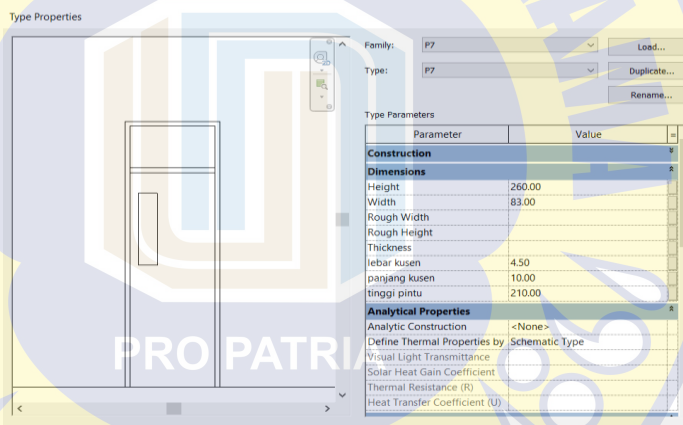 Type Properties
Family: P7 Load...
Type: P7 Duplicate...
Rename...
Type Parameters
Parameter Value =
Construction
Dimensions
Height 260.00
Width 83.00
Rough Width
Rough Height
Thickness
lebar kusen 4.50
panjang kusen 10.00
tinggi pintu 210.00
Analytical Properties
Analytic Construction <None>
Define Thermal Properties by Schematic Type
Visual Light Transmittance
Solar Heat Gain Coefficient
Thermal Resistance (R)
Heat Transfer Coefficient (U)
PRO PATRIA